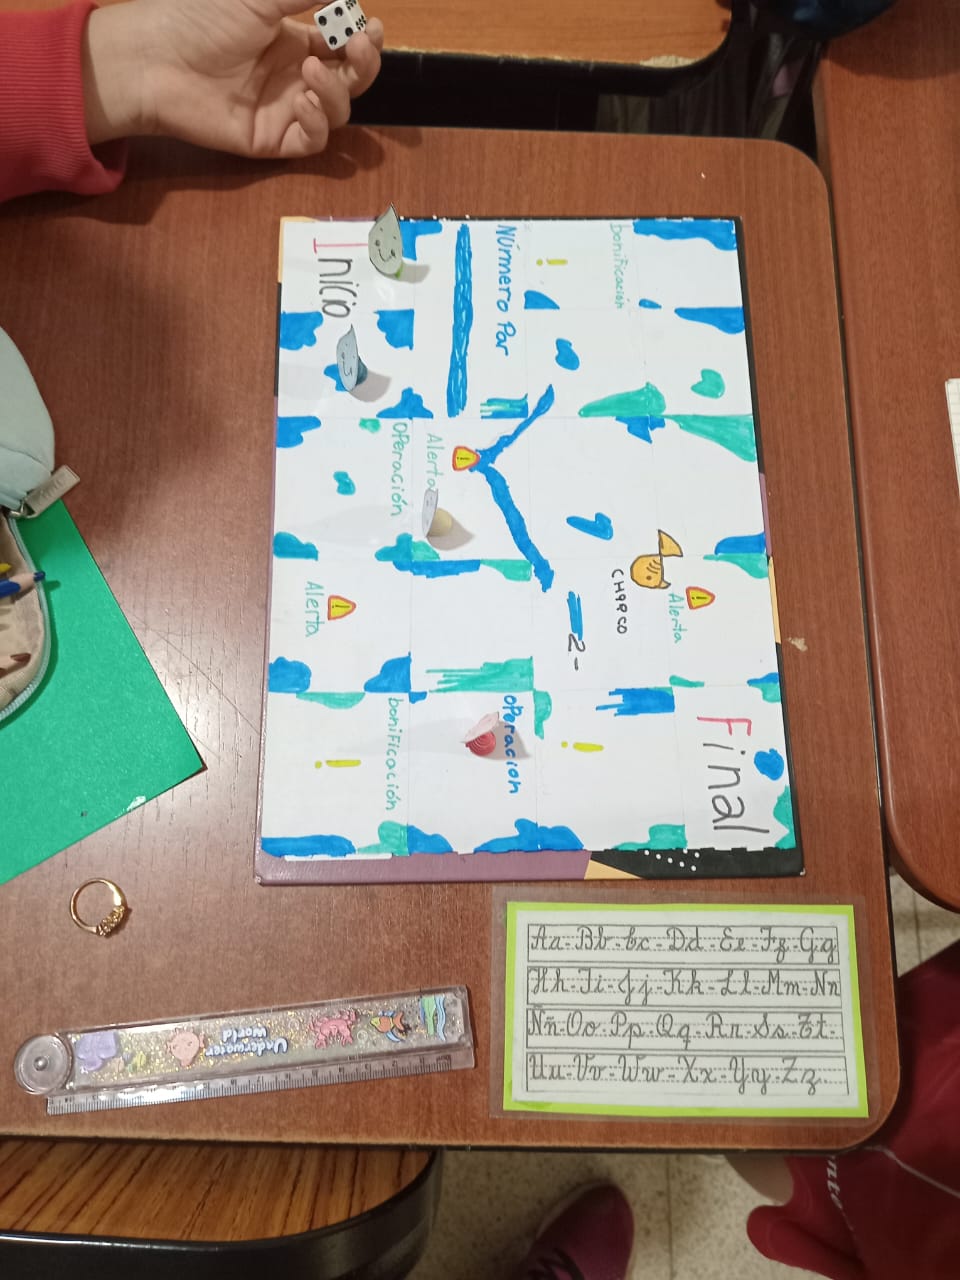 Inicio
Alerta
Operación
bonificación
Alerta
Número Par
operacion
bonificación
CHARCO
2-
Alerta
Final
Underwater
World
Aa-Bb-Cc-Dd-Ee-Ff-Gg
Hh-Ii-Jj-Kk-Ll-Mm-Nn
Ññ-Oo-Pp-Qq-Rr-Ss-Tt-
Uu-Vv-Ww-Xx-Yy-Zz